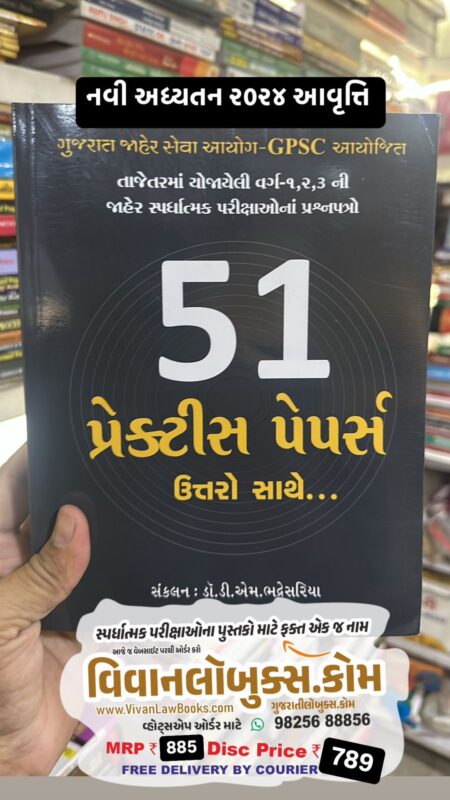 નવી અધ્યતન ૨૦૨૪ આવૃત્તિ
ગુજરાત જાહેર સેવા આયોગ-GPSC આયોજિત
તાજેતરમાં યોજાયેલી વર્ગ-૧,૨,૩ ની
જાહેર સ્પર્ધાત્મક પરીક્ષાઓનાં પ્રશ્નપત્રો
51
પ્રેક્ટીસ પેપર્સ
ઉત્તરો સાથે...
સંકલન : ડૉ.ડી.એમ.ભદ્રેસરિયા
સ્પર્ધાત્મક પરીક્ષાઓના પુસ્તકો માટે ફક્ત એક જ નામ
આજે જ વેબસાઈટ પરથી ઓર્ડર કરો
વિવાનલોબુક્સ.કોમ
www.VivanLawBooks.com ગુજરાતીલોબુક્સ.કોમ
વ્હોટ્સએપ ઓર્ડર માટે 98256 88856
MRP ₹ 885 Disc Price ₹ 789
FREE DELIVERY BY COURIER